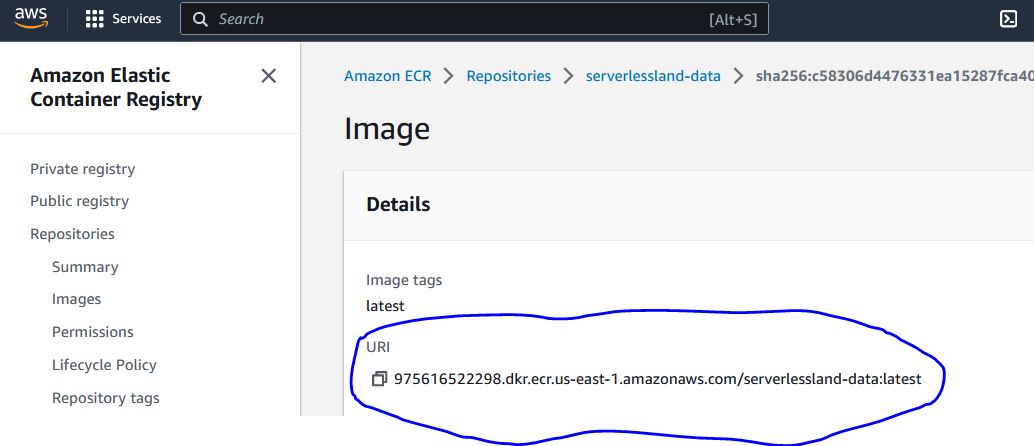 aws
Services
Search
[Alt+S]
Amazon Elastic
Container Registry
Private registry
Public registry
Repositories
Summary
Images
Permissions
Lifecycle Policy
Repository tags
Amazon ECR > Repositories > serverlessland-data > sha256:c58306d4476331ea15287fca40
Image
Details
Image tags
latest
URI
975616522298.dkr.ecr.us-east-1.amazonaws.com/serverlessland-data:latest